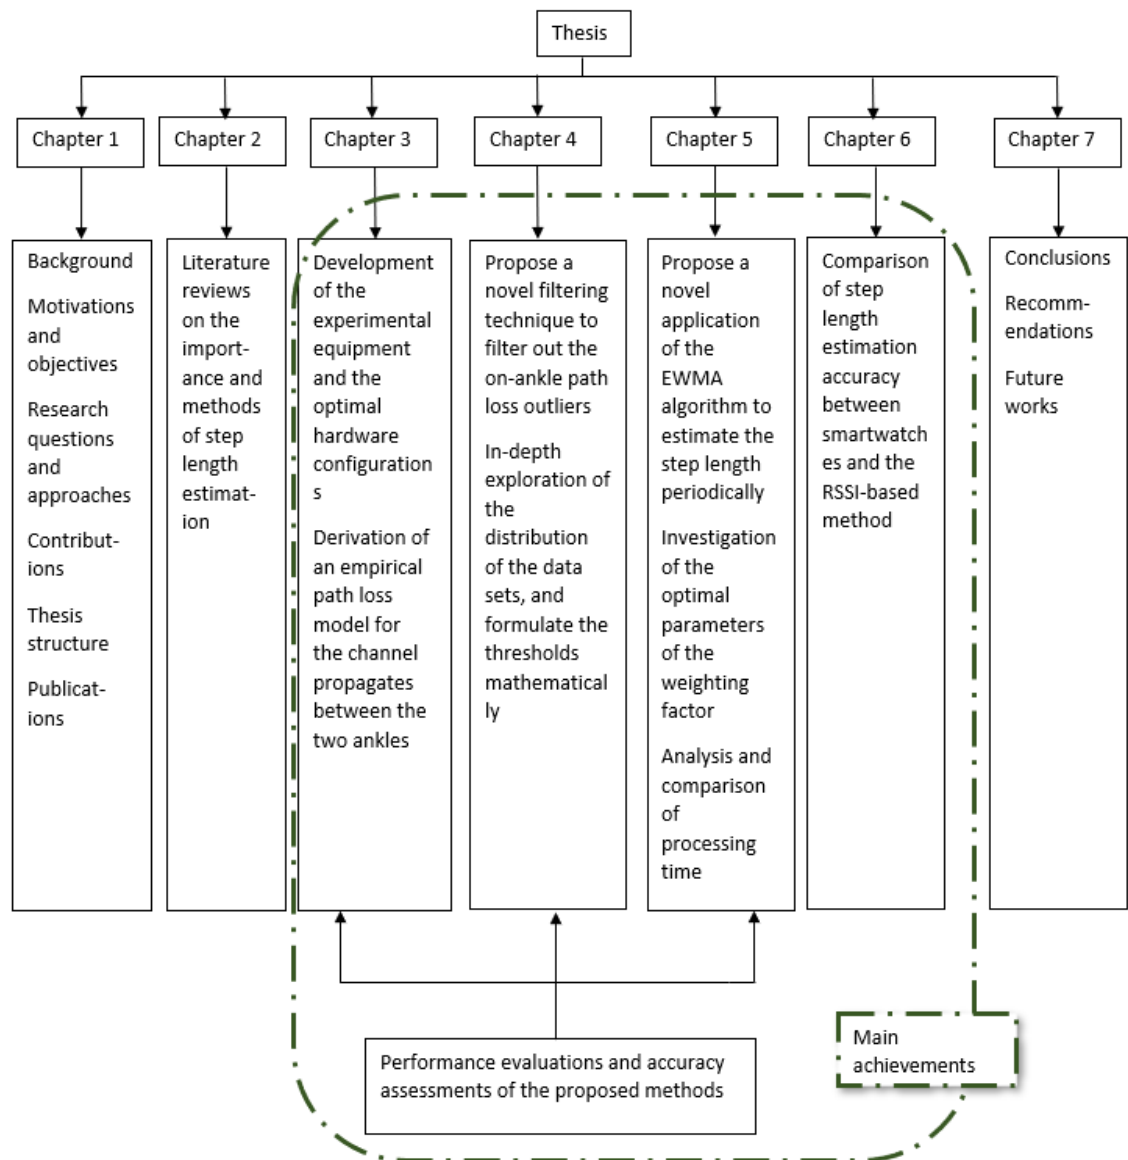 Thesis
Chapter 1
Chapter 2
Chapter 3
Chapter 4
Chapter 5
Chapter 6
Chapter 7
Background
Motivations
and
objectives
Research
questions
and
approaches
Contribut-
ions
Thesis
structure
Publicat-
ions
Literature
reviews
on the
import-
ance and
methods
of step
length
estimat-
ion
Development
of the
experimental
equipment
and the
optimal
hardware
configuration
s
Derivation of
an empirical
path loss
model for
the channel
propagates
between the
two ankles
Propose a
novel filtering
technique to
filter out the
on-ankle path
loss outliers
In-depth
exploration of
the
distribution
of the data
sets, and
formulate the
thresholds
mathematical
ly
Propose a
novel
application
of the
EWMA
algorithm to
estimate the
step length
periodically
Investigation
of the
optimal
parameters
of the
weighting
factor
Analysis and
comparison
of
processing
time
Comparison
of step
length
estimation
accuracy
between
smartwatch
es and the
RSSI-based
method
Conclusions
Recomm-
endations
Future
works
Performance evaluations and accuracy
assessments of the proposed methods
Main
achievements